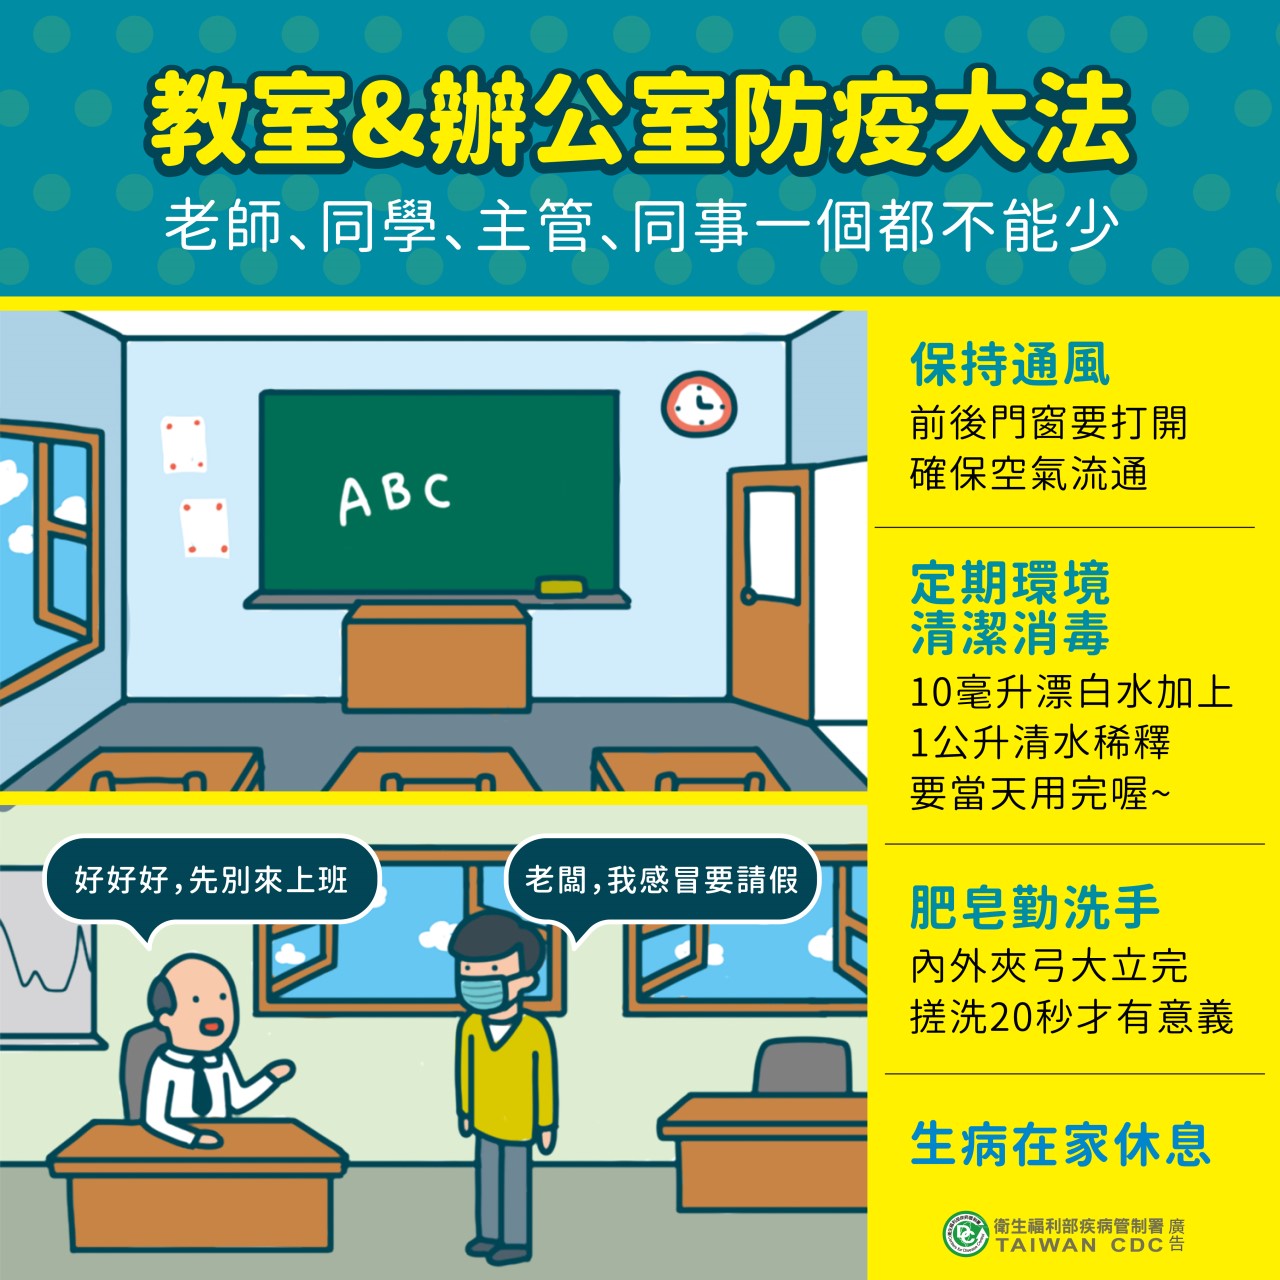 教室&辦公室防疫大法
老師、同學、主管、同事一個都不能少
ABC
保持通風
前後門窗要打開
確保空氣流通
定期環境
清潔消毒
10毫升漂白水加上
1公升清水稀釋
要當天用完喔~
好好好,先別來上班
老闆,我感冒要請假
肥皂勤洗手
內外夾弓大立完
搓洗20秒才有意義
生病在家休息
衛生福利部疾病管制署 廣告
TAIWAN CDC